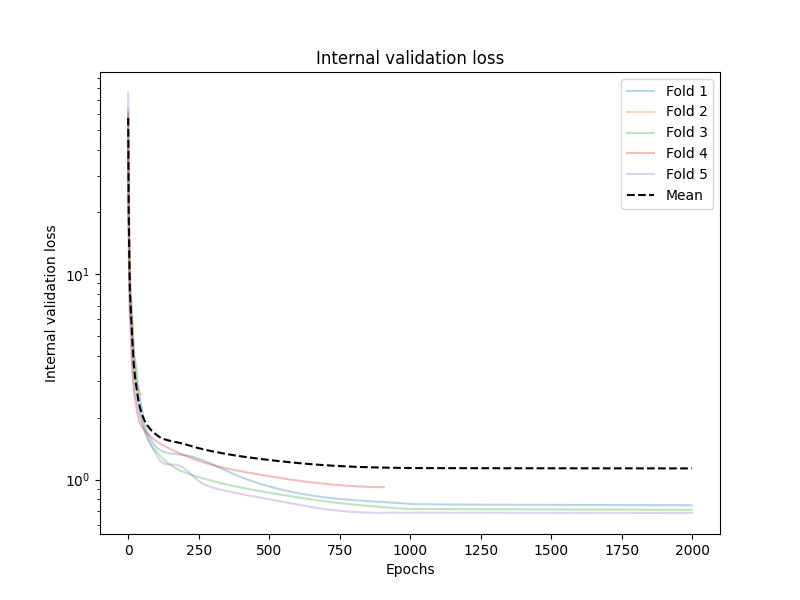 Internal validation loss
Internal validation loss
10¹
10⁰
0 250 500 750 1000 1250 1500 1750 2000
Epochs
Fold 1
Fold 2
Fold 3
Fold 4
Fold 5
Mean